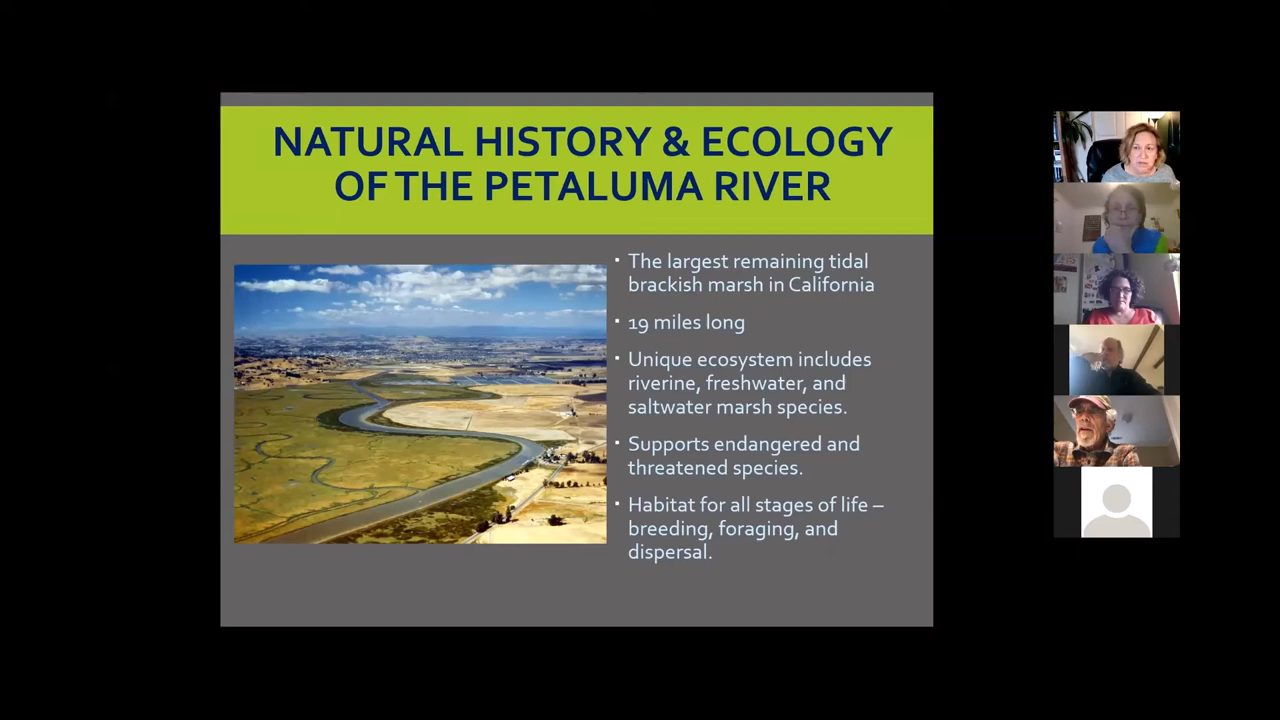 NATURAL HISTORY & ECOLOGY
OF THE PETALUMA RIVER
▪ The largest remaining tidal
brackish marsh in California
▪ 19 miles long
▪ Unique ecosystem includes
riverine, freshwater, and
saltwater marsh species.
▪ Supports endangered and
threatened species.
▪ Habitat for all stages of life –
breeding, foraging, and
dispersal.